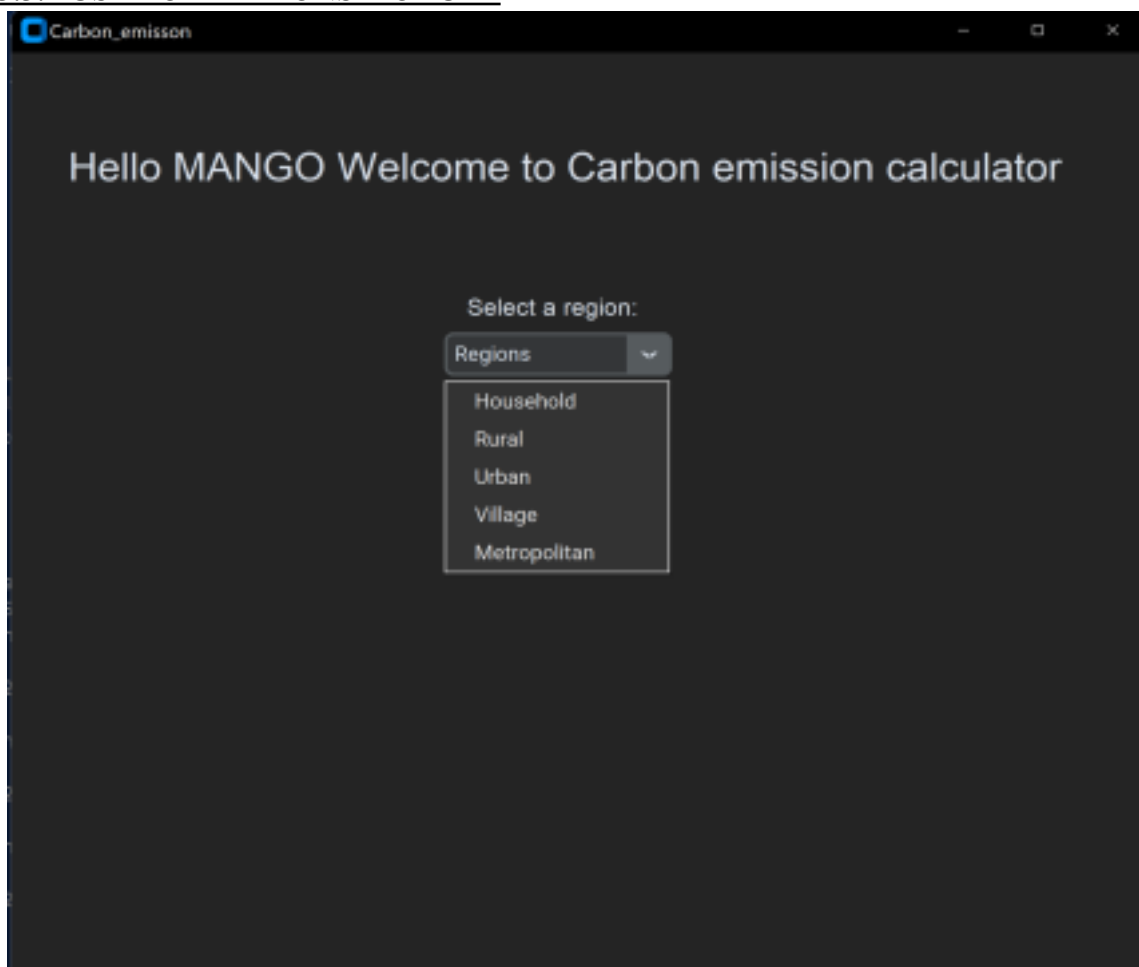 Carbon_emisson
Hello MANGO Welcome to Carbon emission calculator
Select a region:
Regions
Household
Rural
Urban
Village
Metropolitan